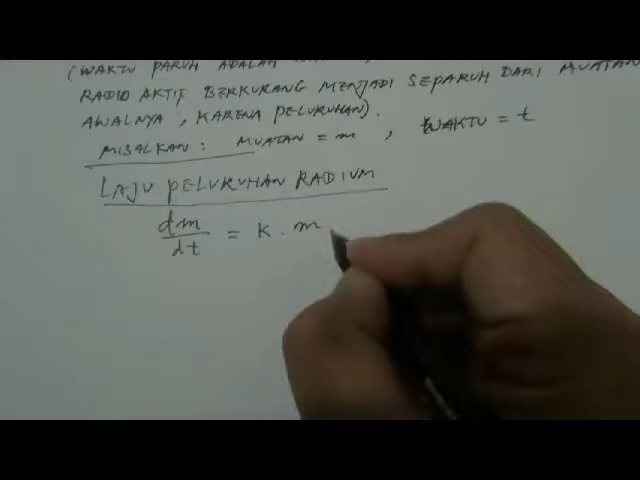 (WAKTU PARUH ADALAH
RADIO AKTIF BERKURANG MENJADI SEPARUH DARI MUATAN
AWALNYA, KARENA PELURUHAN).
MISALKAN: MUATAN = m, WAKTU = t
LAJU PELURUHAN RADIUM
dm/dt = K . m